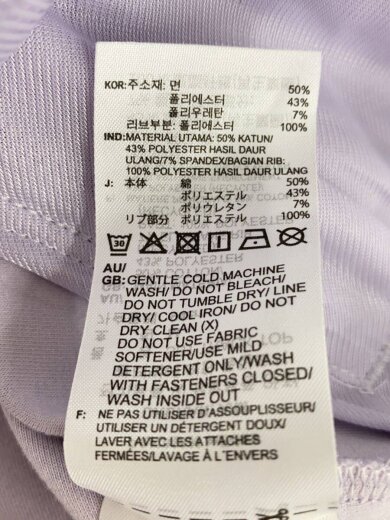 KOR: 주소재: 면 50%
폴리에스터 43%
폴리우레탄 7%
리브부분: 폴리에스터 100%
IND: MATERIAL UTAMA: 50% KATUN/
43% POLYESTER HASIL DAUR
ULANG/7% SPANDEX/BAGIAN RIB:
100% POLYESTER HASIL DAUR ULANG
J: 本体 綿 50%
ポリエステル 43%
ポリウレタン 7%
リブ部分 ポリエステル 100%
30
AU/
GB: GENTLE COLD MACHINE
WASH/ DO NOT BLEACH/
DO NOT TUMBLE DRY/ LINE
DRY/ COOL IRON/ DO NOT
DRY CLEAN (X)
DO NOT USE FABRIC
SOFTENER/USE MILD
DETERGENT ONLY/WASH
WITH FASTENERS CLOSED/
WASH INSIDE OUT
F: NE PAS UTILISER D'ASSOUPLISSEUR/
UTILISER UN DÉTERGENT DOUX/
LAVER AVEC LES ATTACHES
FERMÉES/LAVAGE À L'ENVERS